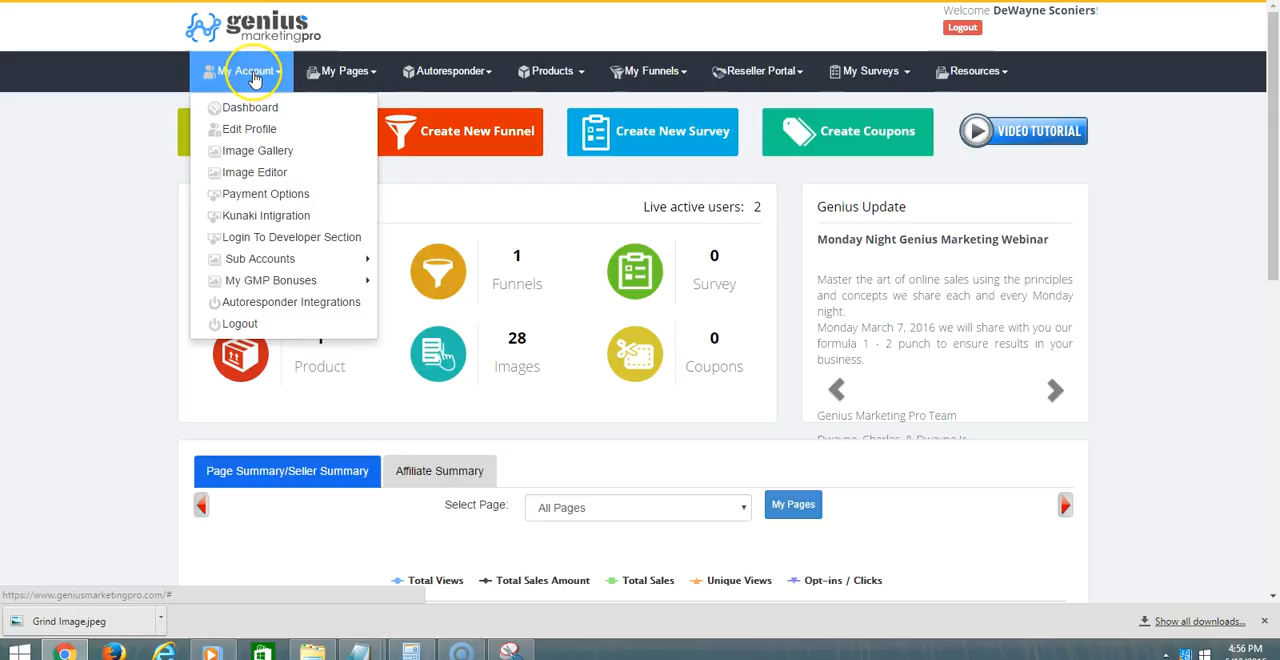 genius
marketingpro
Welcome DeWayne Sconiers!
Logout
My Account
My Pages
Autoresponder
Products
My Funnels
Reseller Portal
My Surveys
Resources
Dashboard
Edit Profile
Image Gallery
Image Editor
Payment Options
Kunaki Intigration
Login To Developer Section
Sub Accounts
My GMP Bonuses
Autoresponder Integrations
Logout
Create New Funnel
Create New Survey
Create Coupons
VIDEO TUTORIAL
Live active users: 2
1
Funnels
0
Survey
Product
28
Images
0
Coupons
Genius Update
Monday Night Genius Marketing Webinar
Master the art of online sales using the principles
and concepts we share each and every Monday
night.
Monday March 7, 2016 we will share with you our
formula 1 - 2 punch to ensure results in your
business.
Genius Marketing Pro Team
Page Summary/Seller Summary
Affiliate Summary
Select Page:
All Pages
My Pages
Total Views
Total Sales Amount
Total Sales
Unique Views
Opt-ins / Clicks
https://www.geniusmarketingpro.com/#
Grind Image.jpeg
Show all downloads...
4:56 PM